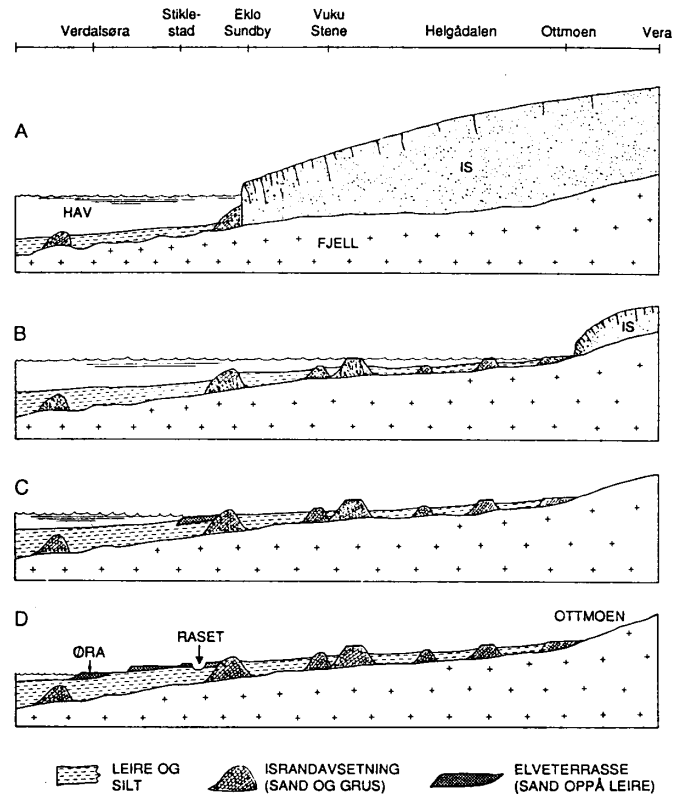 Verdalsøra
Stikle-
stad
Eklo
Sundby
Vuku
Stene
Helgådalen
Ottmoen
Vera
A
IS
HAV
FJELL
B
IS
C
D
OTTMOEN
ØRA
RASET
LEIRE OG
SILT
ISRANDAVSETNING
(SAND OG GRUS)
ELVETERRASSE
(SAND OPPÅ LEIRE)